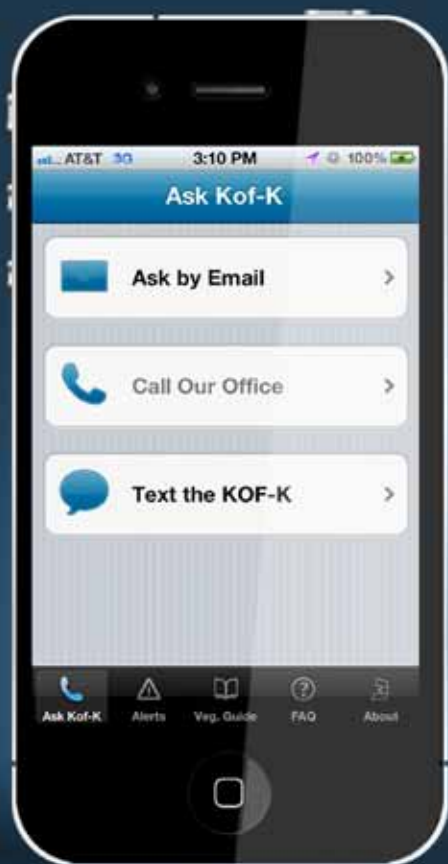 AT&T 3G 3:10 PM 100%
Ask Kof-K
Ask by Email
Call Our Office
Text the KOF-K
Ask Kof-K Alerts Veg. Guide FAQ About